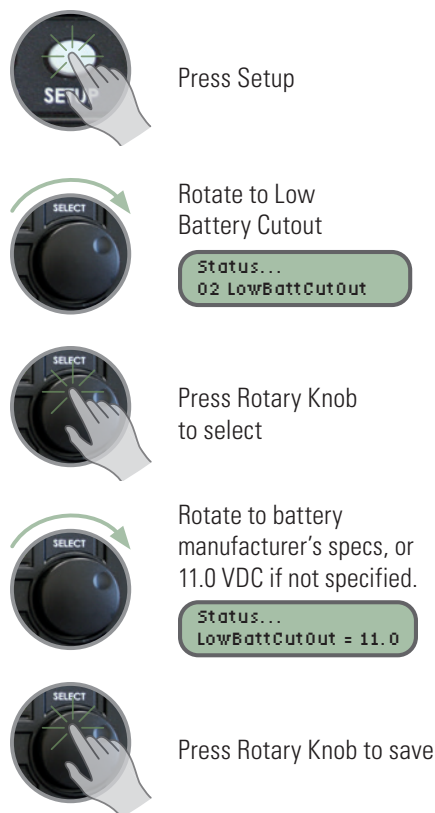 SETUP
Press Setup
SELECT
Rotate to Low
Battery Cutout
Status...
02 LowBattCutOut
SELECT
Press Rotary Knob
to select
SELECT
Rotate to battery
manufacturer's specs, or
11.0 VDC if not specified.
Status...
LowBattCutOut = 11.0
SELECT
Press Rotary Knob to save